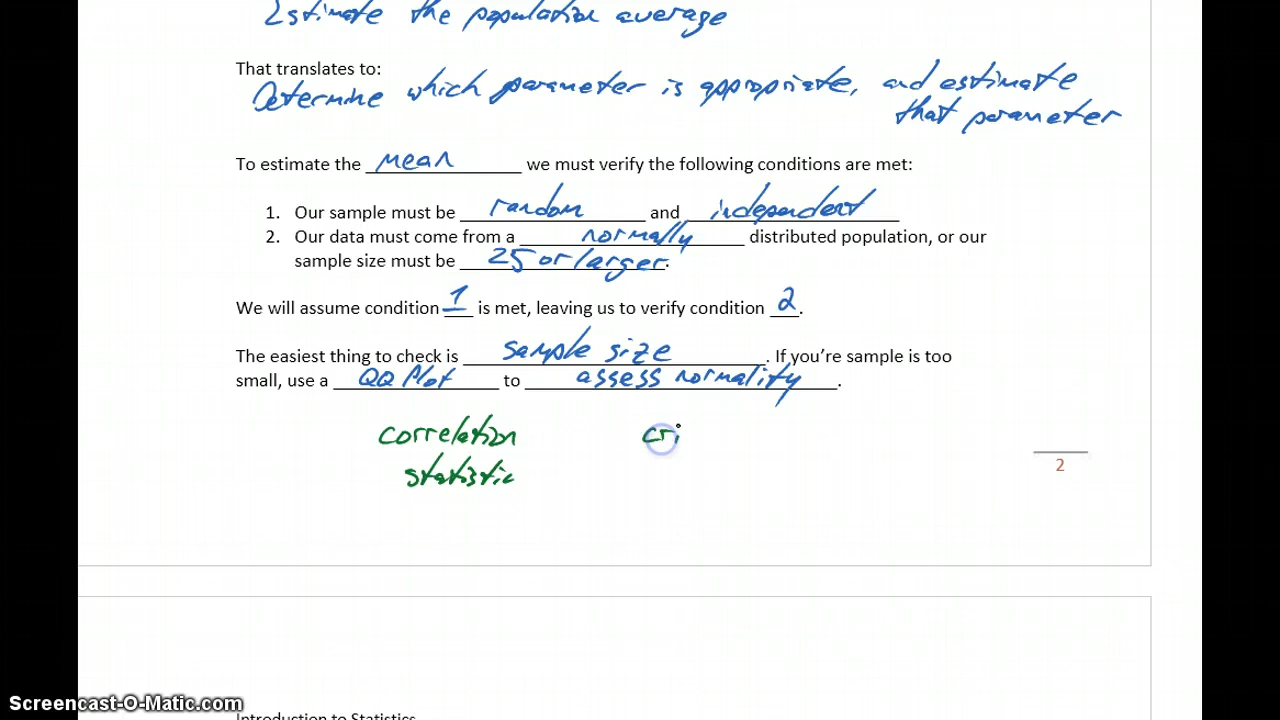 Estimate the population average
That translates to:
Determine which parameter is appropriate, and estimate
that parameter
To estimate the mean we must verify the following conditions are met:
1. Our sample must be random and independent
2. Our data must come from a normally distributed population, or our
sample size must be 25 or larger.
We will assume condition 1 is met, leaving us to verify condition 2.
The easiest thing to check is sample size. If you're sample is too
small, use a QQ Plot to assess normality.
correlation cri
statistic
2
Introduction to Statistics
Screencast-O-Matic.com